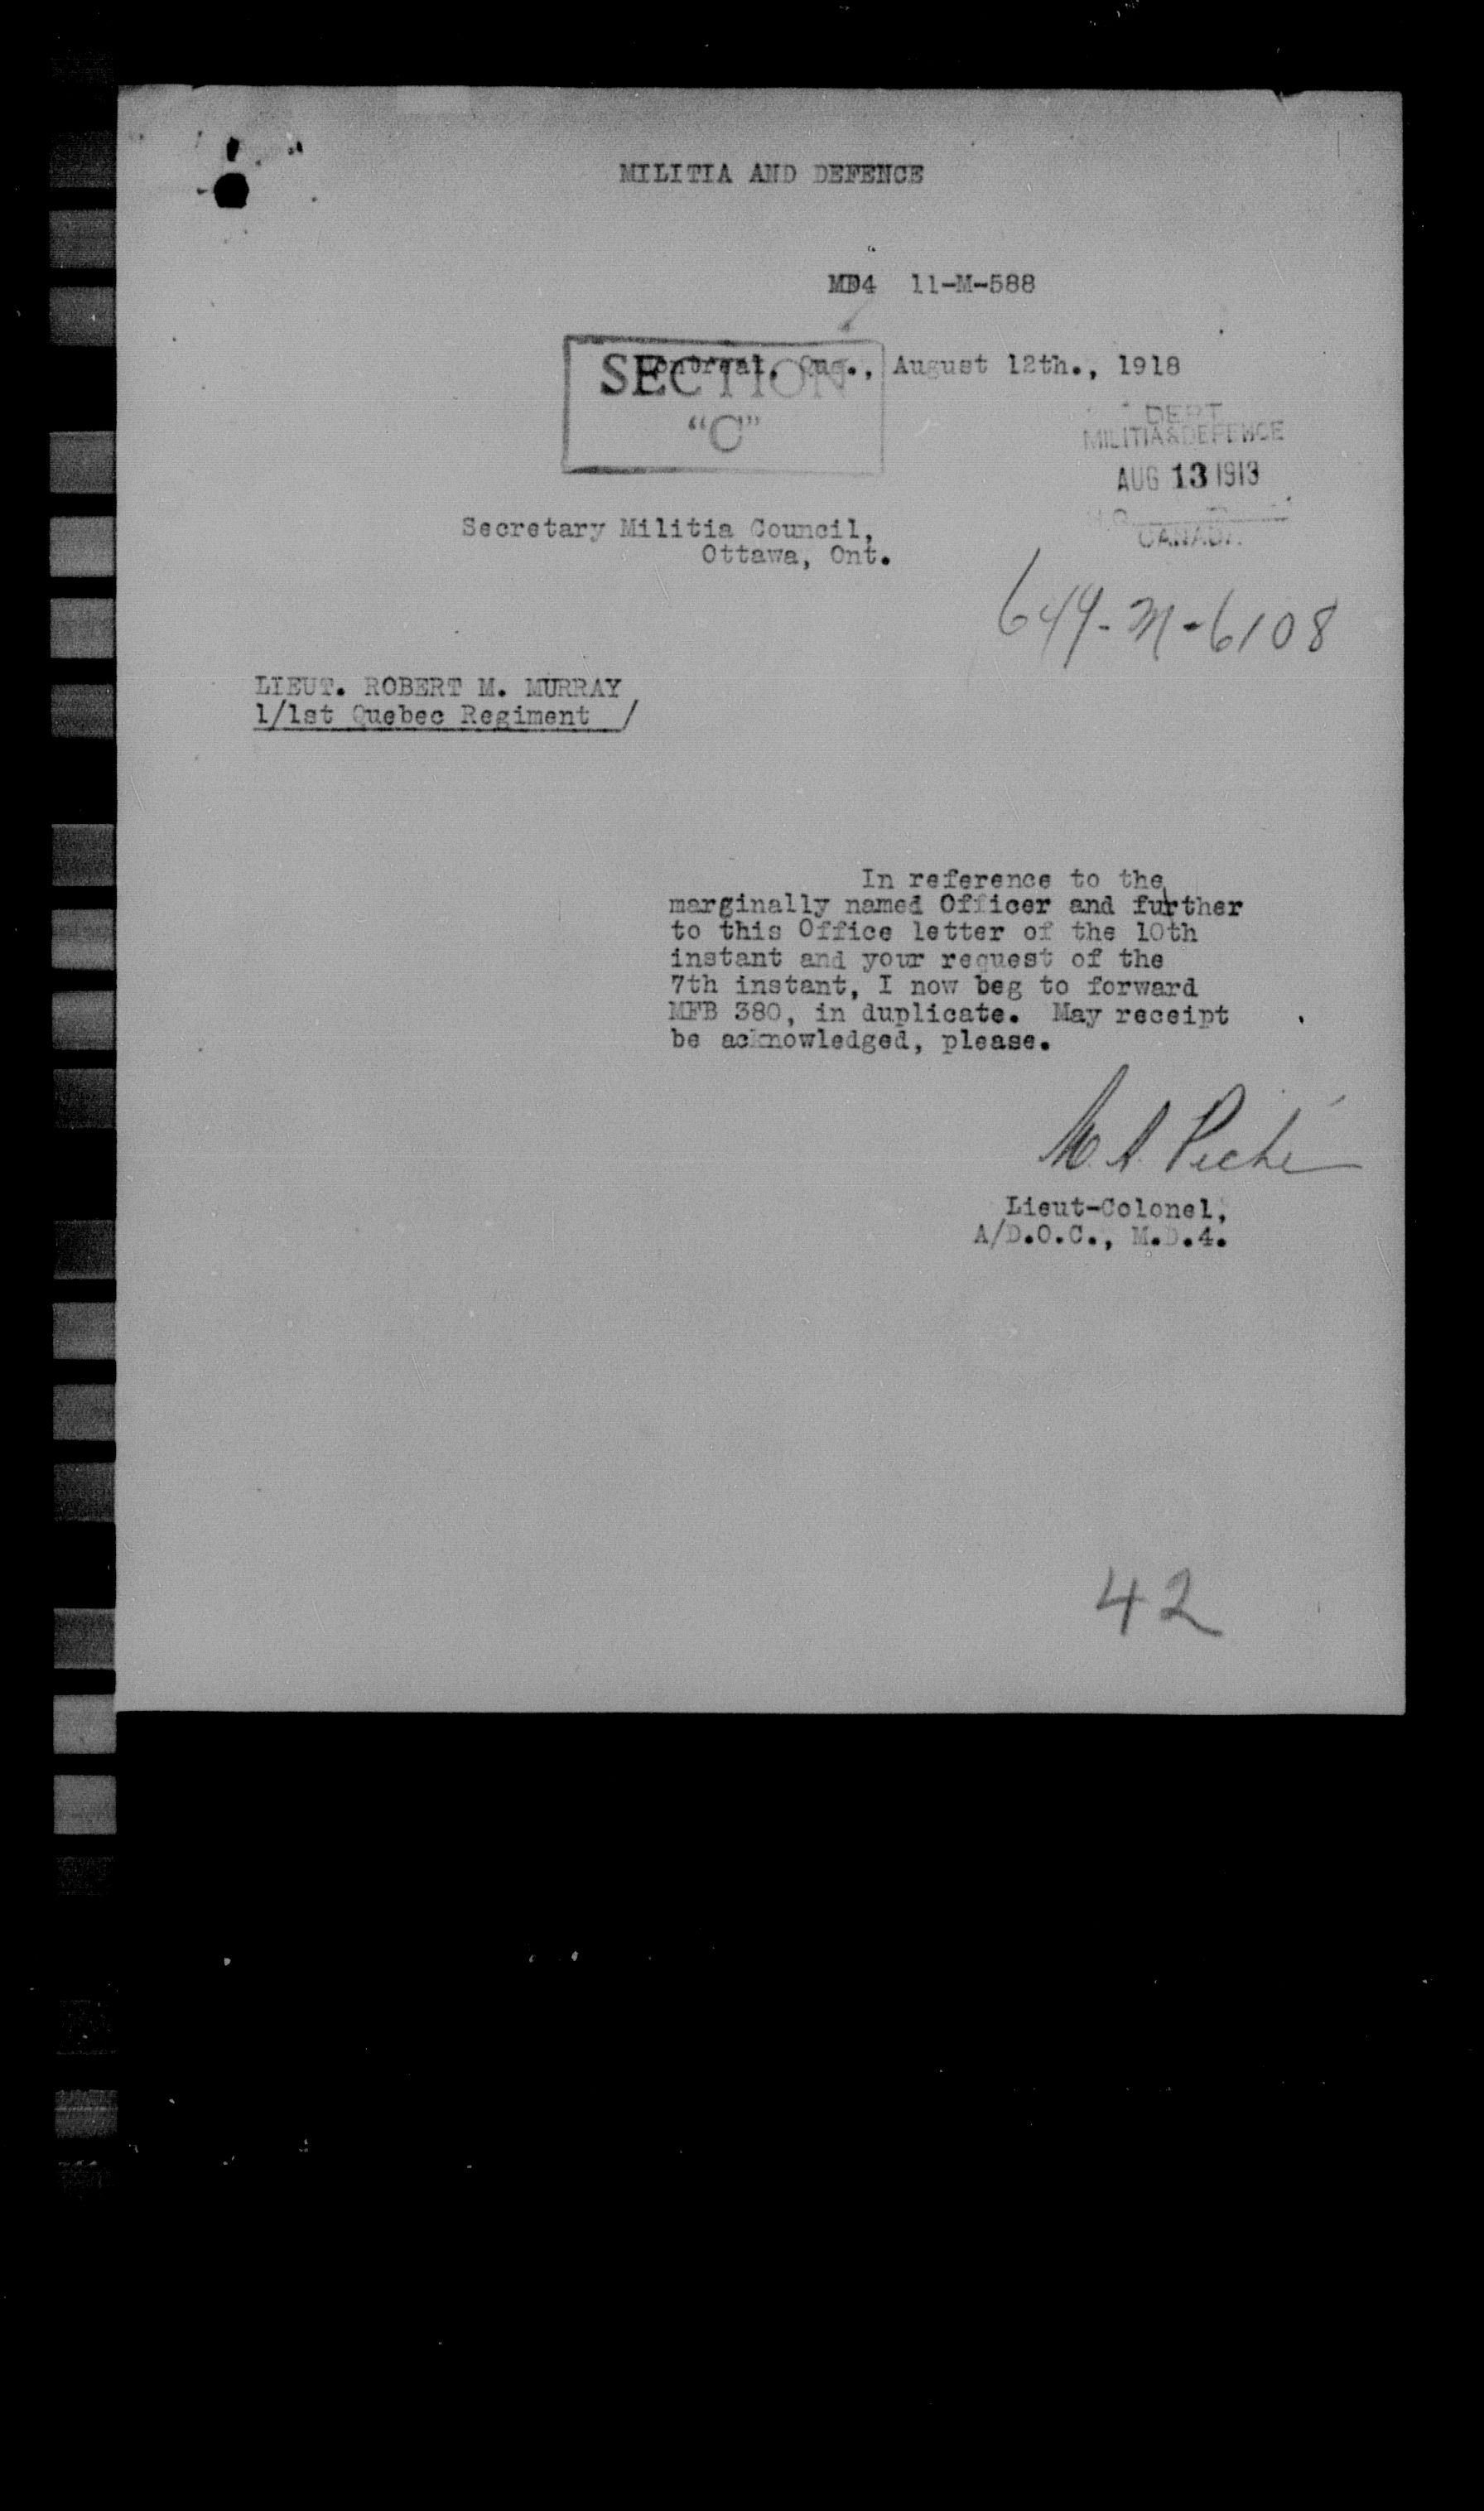 MILITIA AND DEFENCE
MD4 11-M-588
Montreal, Que., August 12th., 1918
SECTION
"C"
DEPT.
MILITIA & DEFENCE
AUG 13 1918
H.Q.
CANADA
Secretary Militia Council,
Ottawa, Ont.
649-M-6108
LIEUT. ROBERT M. MURRAY
1/1st Quebec Regiment /
In reference to the
marginally named Officer and further
to this Office letter of the 10th
instant and your request of the
7th instant, I now beg to forward
MFB 380, in duplicate. May receipt
be acknowledged, please.
Piché
Lieut-Colonel,
A/D.O.C., M.D.4.
42